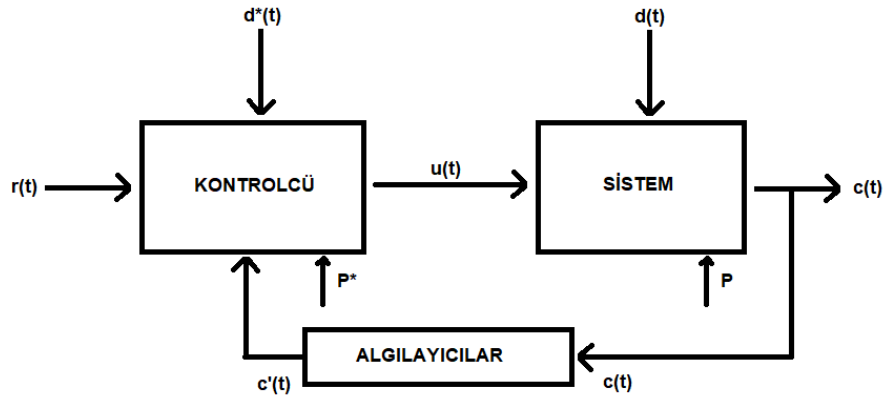 d*(t)
d(t)
r(t)
KONTROLCÜ
u(t)
SİSTEM
c(t)
P*
P
ALGILAYICILAR
c'(t)
c(t)